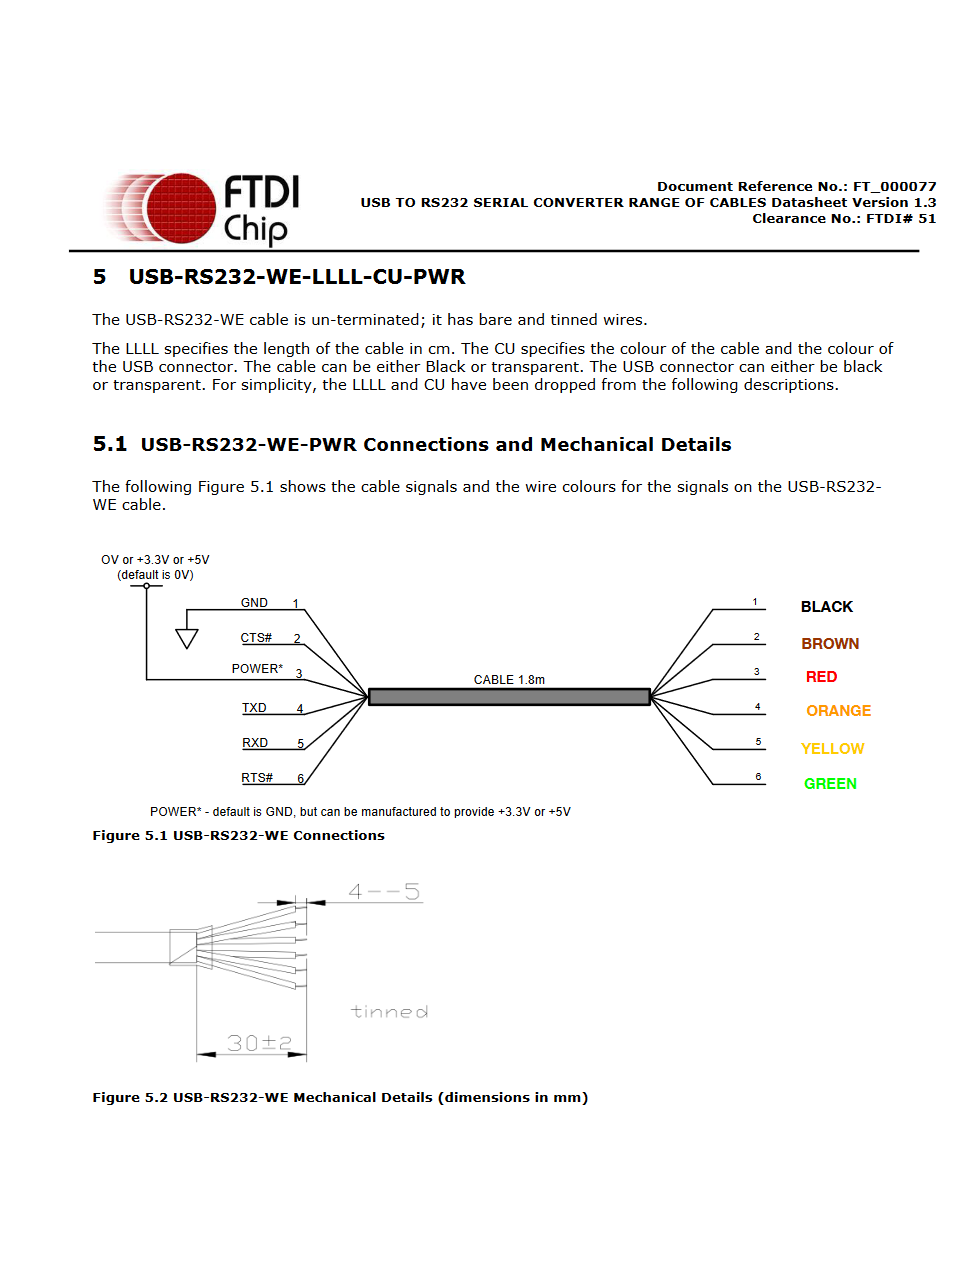 FTDI
Chip
Document Reference No.: FT_000077
USB TO RS232 SERIAL CONVERTER RANGE OF CABLES Datasheet Version 1.3
Clearance No.: FTDI# 51
5 USB-RS232-WE-LLLL-CU-PWR
The USB-RS232-WE cable is un-terminated; it has bare and tinned wires.
The LLLL specifies the length of the cable in cm. The CU specifies the colour of the cable and the colour of
the USB connector. The cable can be either Black or transparent. The USB connector can either be black
or transparent. For simplicity, the LLLL and CU have been dropped from the following descriptions.
5.1 USB-RS232-WE-PWR Connections and Mechanical Details
The following Figure 5.1 shows the cable signals and the wire colours for the signals on the USB-RS232-
WE cable.
OV or +3.3V or +5V
(default is 0V)
GND 1 1 BLACK
CTS# 2 2 BROWN
POWER* 3 3 RED
CABLE 1.8m
TXD 4 4 ORANGE
RXD 5 5 YELLOW
RTS# 6 6 GREEN
POWER* - default is GND, but can be manufactured to provide +3.3V or +5V
Figure 5.1 USB-RS232-WE Connections
4--5
tinned
30±2
Figure 5.2 USB-RS232-WE Mechanical Details (dimensions in mm)